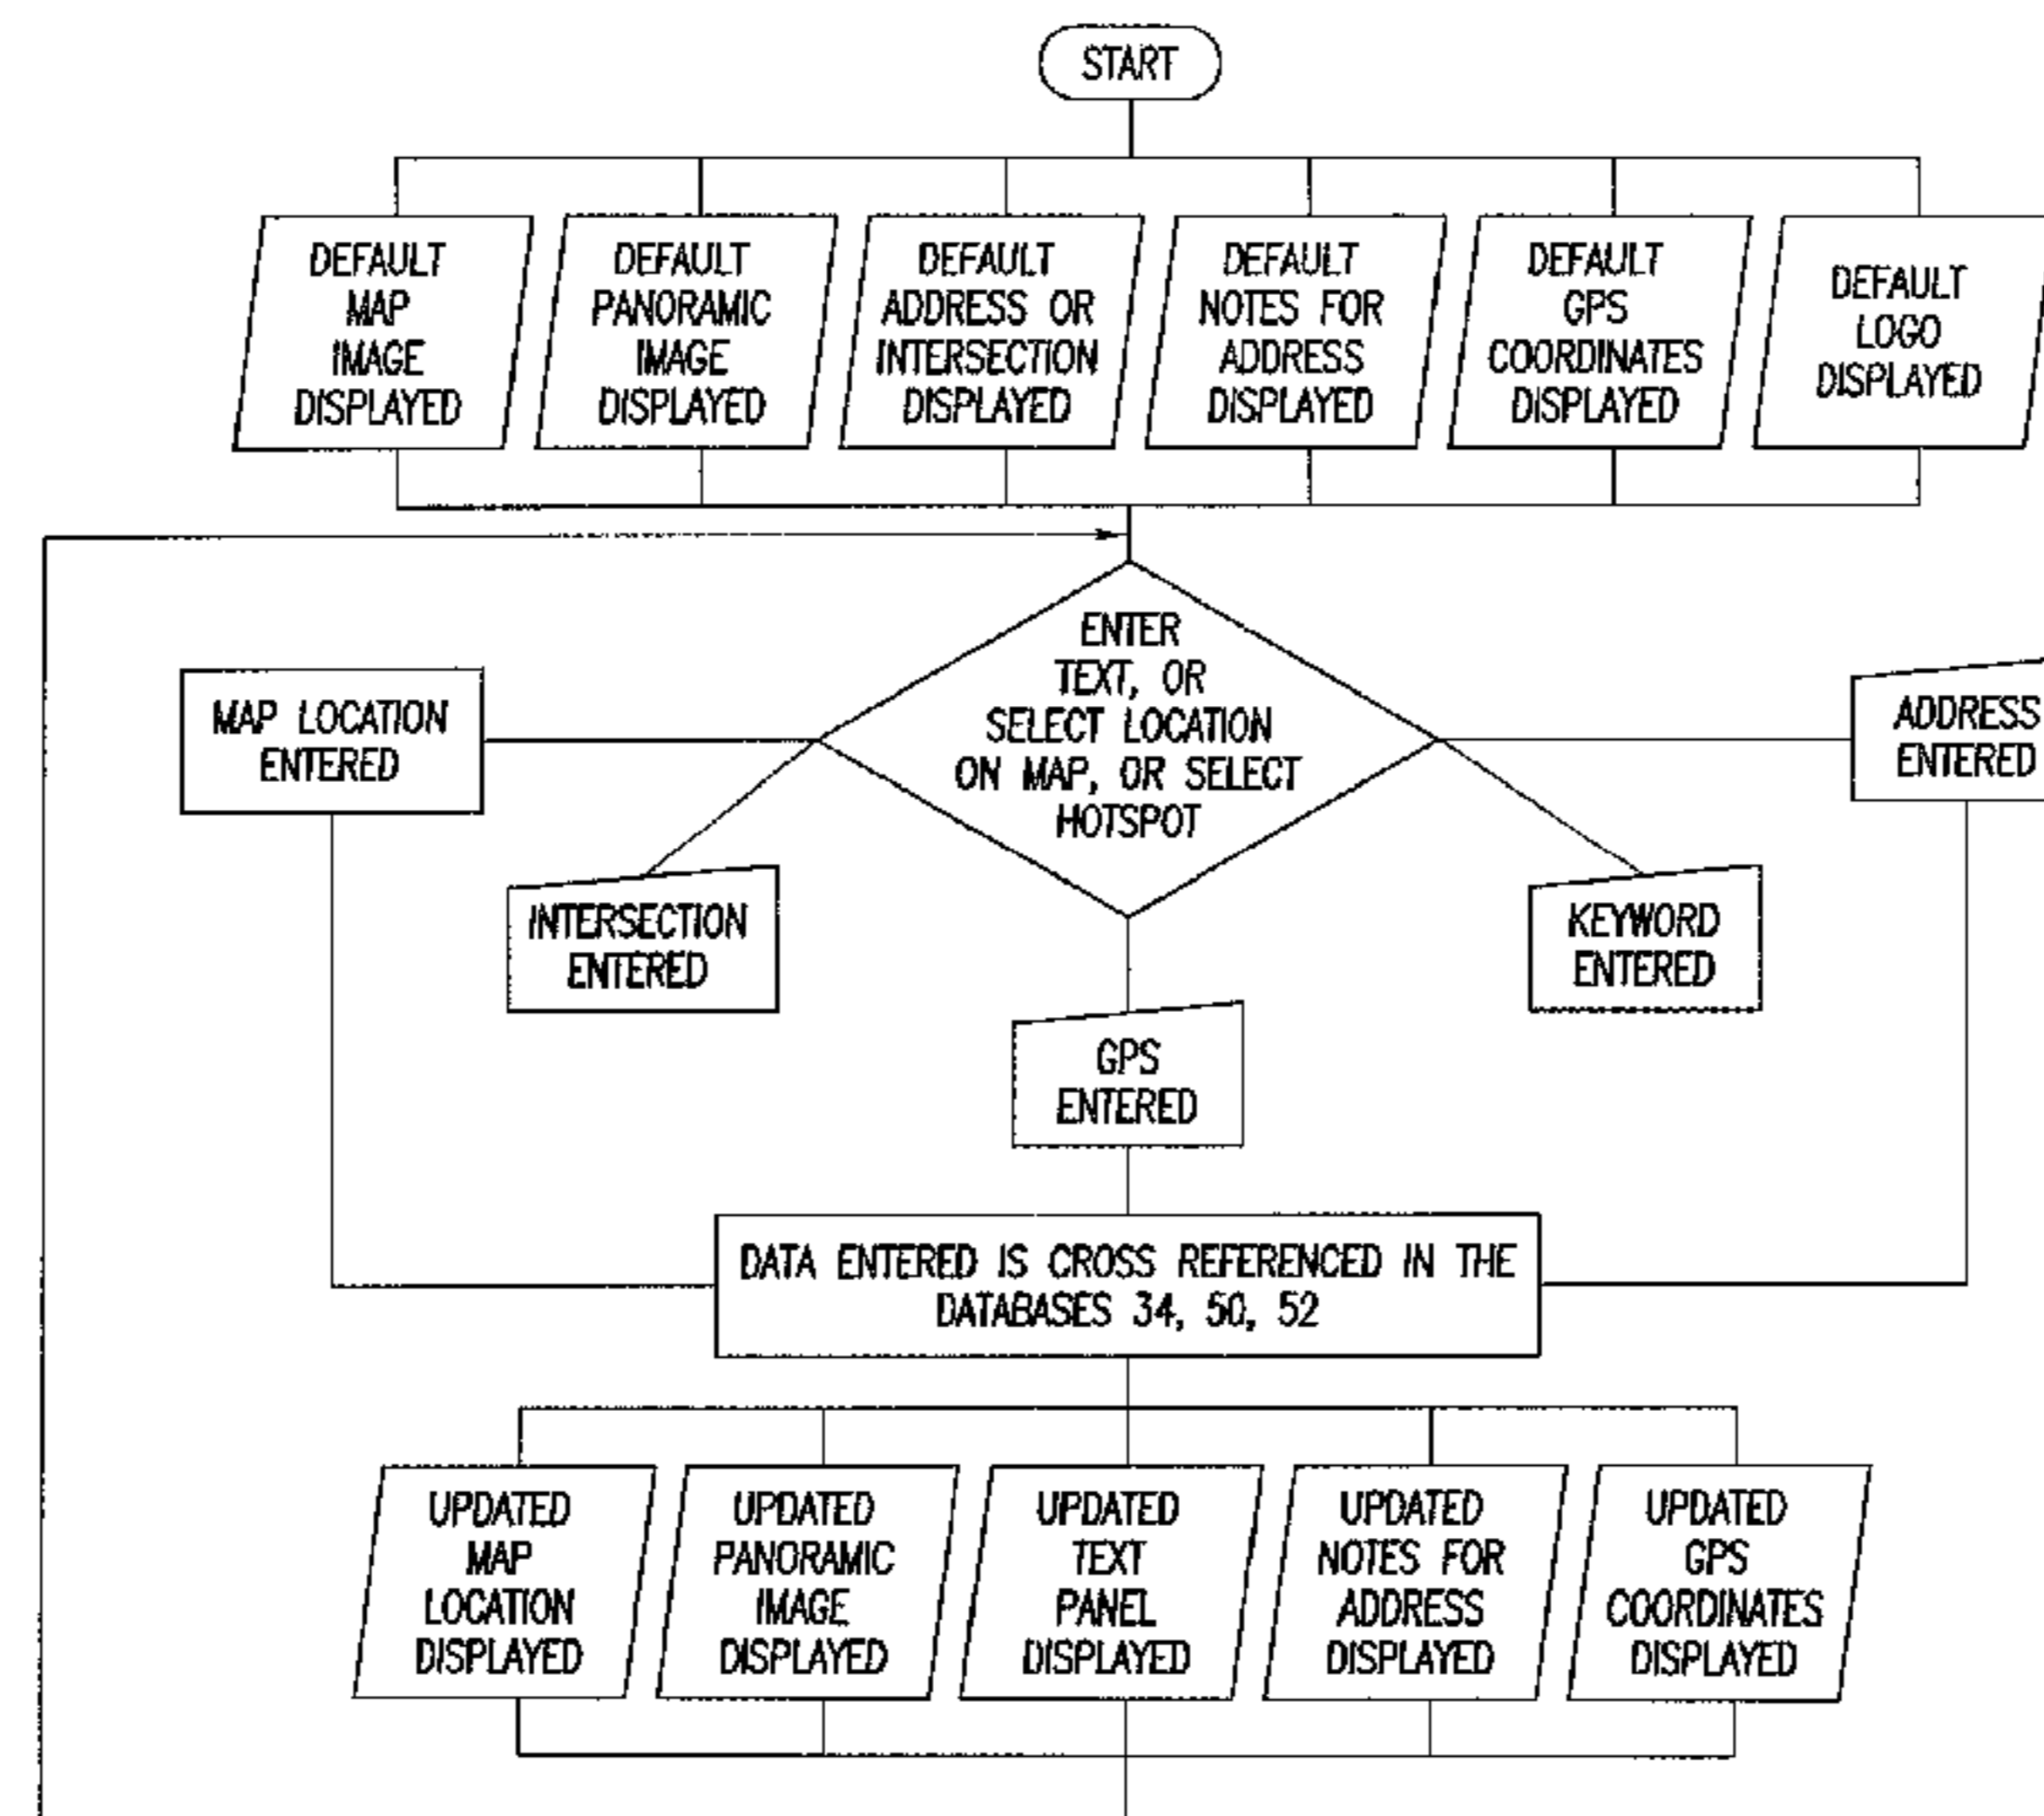 START
DEFAULT
MAP
IMAGE
DISPLAYED
DEFAULT
PANORAMIC
IMAGE
DISPLAYED
DEFAULT
ADDRESS OR
INTERSECTION
DISPLAYED
DEFAULT
NOTES FOR
ADDRESS
DISPLAYED
DEFAULT
GPS
COORDINATES
DISPLAYED
DEFAULT
LOGO
DISPLAYED
ENTER
TEXT, OR
SELECT LOCATION
ON MAP, OR SELECT
HOTSPOT
MAP LOCATION
ENTERED
ADDRESS
ENTERED
INTERSECTION
ENTERED
KEYWORD
ENTERED
GPS
ENTERED
DATA ENTERED IS CROSS REFERENCED IN THE
DATABASES 34, 50, 52
UPDATED
MAP
LOCATION
DISPLAYED
UPDATED
PANORAMIC
IMAGE
DISPLAYED
UPDATED
TEXT
PANEL
DISPLAYED
UPDATED
NOTES FOR
ADDRESS
DISPLAYED
UPDATED
GPS
COORDINATES
DISPLAYED